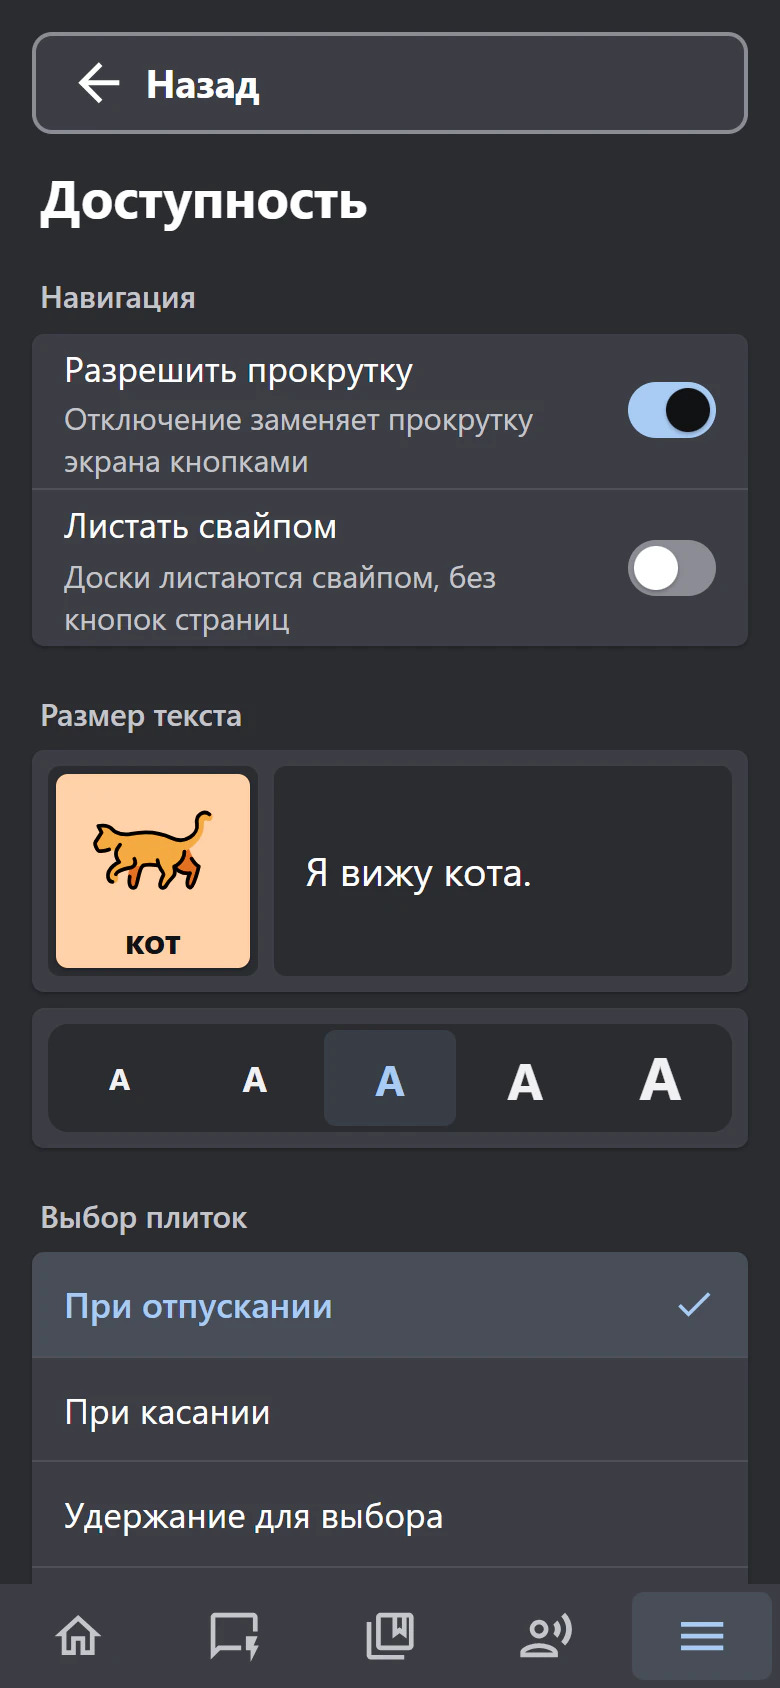 Назад
Доступность
Навигация
Разрешить прокрутку
Отключение заменяет прокрутку
экрана кнопками
Листать свайпом
Доски листаются свайпом, без
кнопок страниц
Размер текста
кот
Я вижу кота.
A A A A A
Выбор плиток
При отпускании
При касании
Удержание для выбора